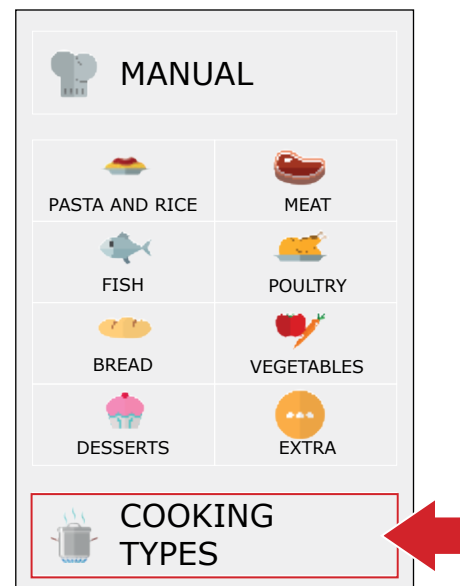 MANUAL
PASTA AND RICE
MEAT
FISH
POULTRY
BREAD
VEGETABLES
DESSERTS
EXTRA
COOKING
TYPES